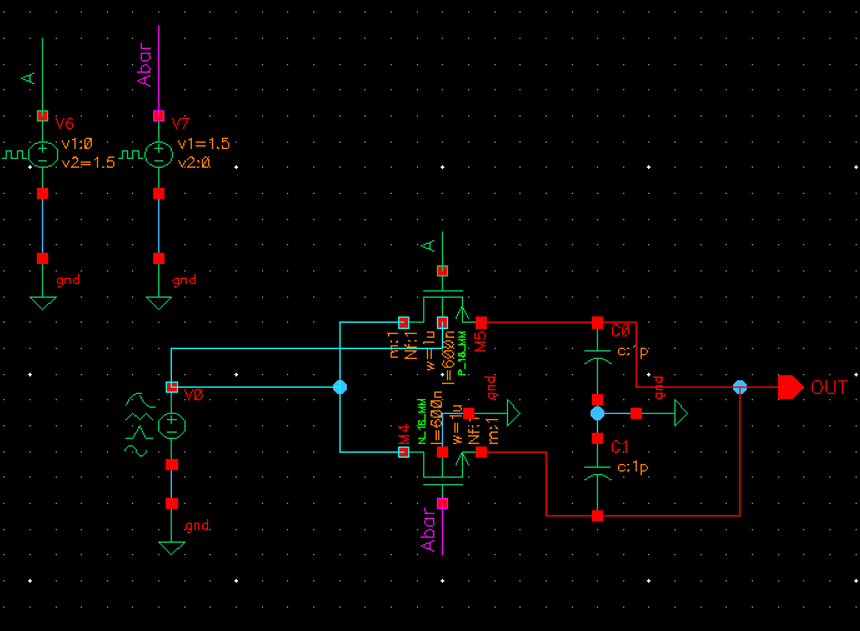 A
Abar
V6
v1:0
v2=1.5
V7
v1=1.5
v2:0
gnd
gnd
A
m:1
Nf:1
w=1u
l=600n
P_18_MM
M5
C0
c:1p
V0
OUT
gnd
gnd
M4
N_18_MM
l=600n
w=1u
Nf:1
m:1
C1
c:1p
Abar
gnd